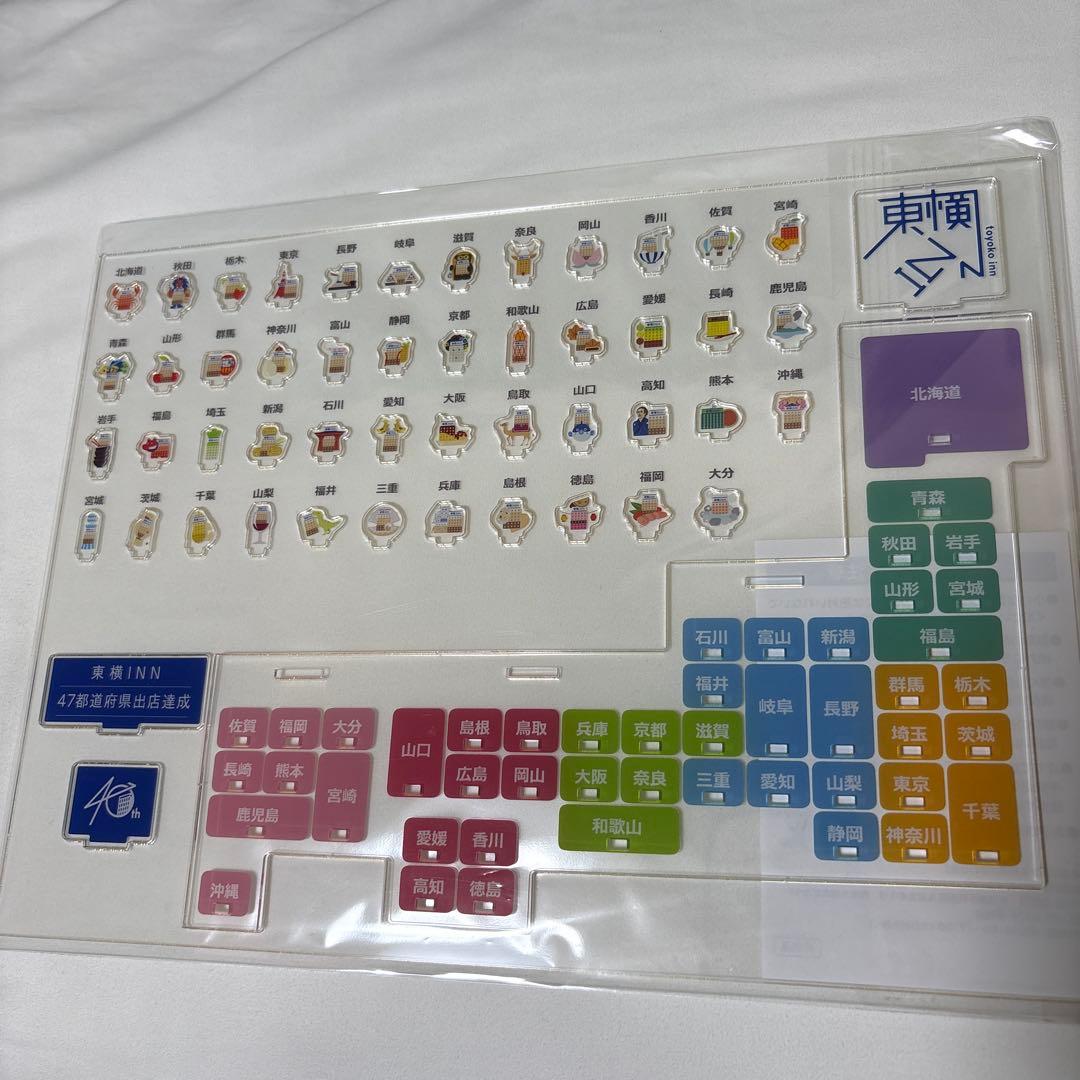 北海道 秋田 栃木 東京 長野 岐阜 滋賀 奈良 岡山 香川 佐賀 宮崎
青森 山形 群馬 神奈川 富山 静岡 京都 和歌山 広島 愛媛 長崎 鹿児島
岩手 福島 埼玉 新潟 石川 愛知 大阪 鳥取 山口 高知 熊本 沖縄
宮城 茨城 千葉 山梨 福井 三重 兵庫 島根 徳島 福岡 大分
東横INN
toyoko inn
北海道
青森
秋田 岩手
山形 宮城
石川 富山 新潟 福島
福井 岐阜 長野 群馬 栃木
東横INN
47都道府県出店達成
佐賀 福岡 大分 山口 島根 鳥取 兵庫 京都 滋賀 埼玉 茨城
長崎 熊本 宮崎 広島 岡山 大阪 奈良 三重 愛知 山梨 東京 千葉
鹿児島 和歌山 静岡 神奈川
愛媛 香川
沖縄 高知 徳島
40th